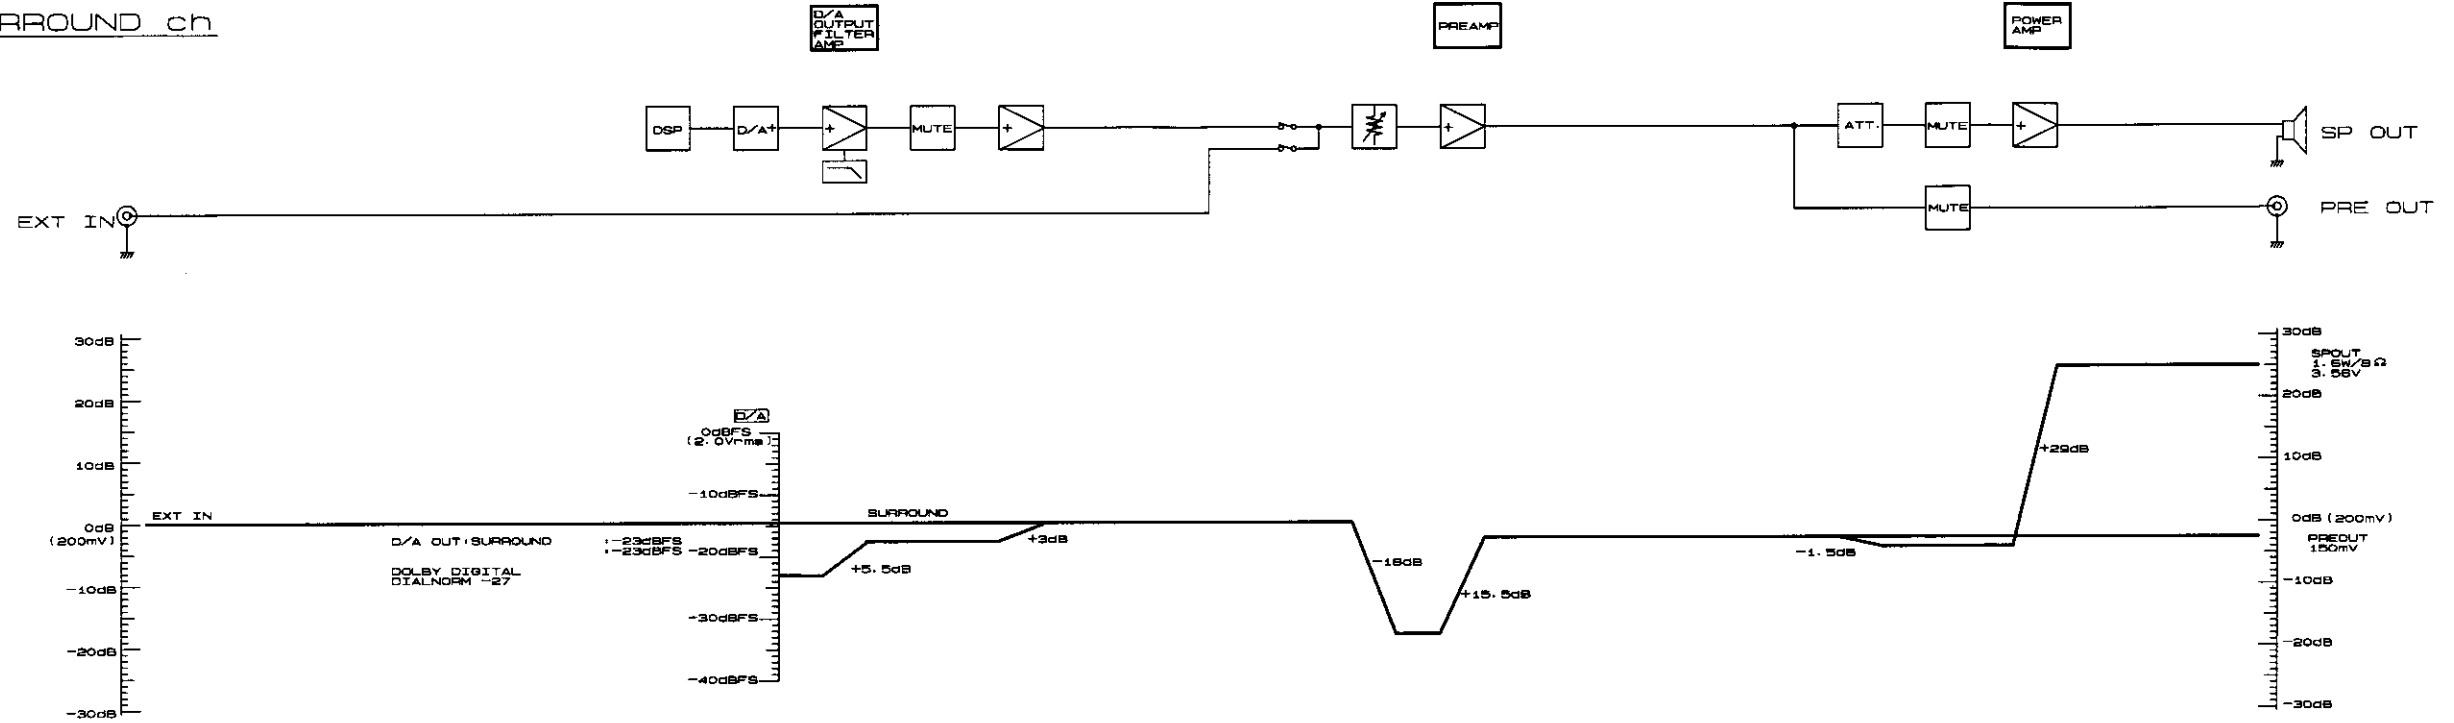 RROUND ch
D/A
OUTPUT
FILTER
AMP
PREAMP
POWER
AMP
DSP
D/A
+
+
MUTE
+
+
ATT.
MUTE
+
SP OUT
EXT IN
MUTE
PRE OUT
30dB
20dB
10dB
0dB
(200mV)
-10dB
-20dB
-30dB
EXT IN
D/A OUT:SURROUND :-23dBFS
:-23dBFS
DOLBY DIGITAL
DIALNORM -27
D/A
0dBFS
(2.0Vrms)
-10dBFS
-20dBFS
-30dBFS
-40dBFS
SURROUND
+5.5dB
+3dB
-18dB
+15.5dB
-1.5dB
+29dB
30dB
SPOUT
1.6W/8Ω
3.56V
20dB
10dB
0dB (200mV)
PREOUT
150mV
-10dB
-20dB
-30dB